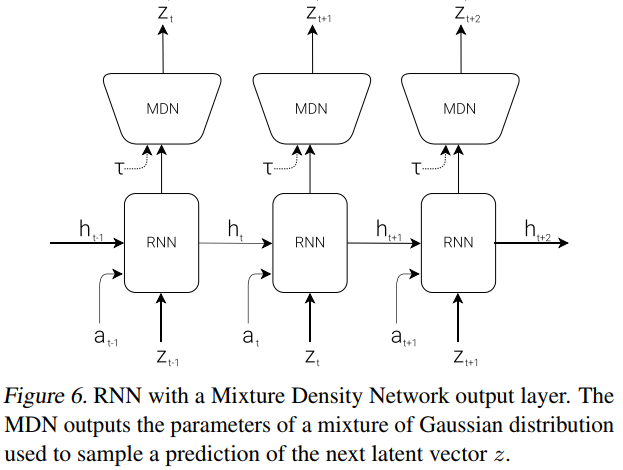 z_t z_{t+1} z_{t+2}
MDN MDN MDN
τ τ τ
h_{t-1} RNN h_t RNN h_{t+1} RNN h_{t+2}
a_{t-1} a_t a_{t+1}
z_{t-1} z_t z_{t+1}
Figure 6. RNN with a Mixture Density Network output layer. The
MDN outputs the parameters of a mixture of Gaussian distribution
used to sample a prediction of the next latent vector z.